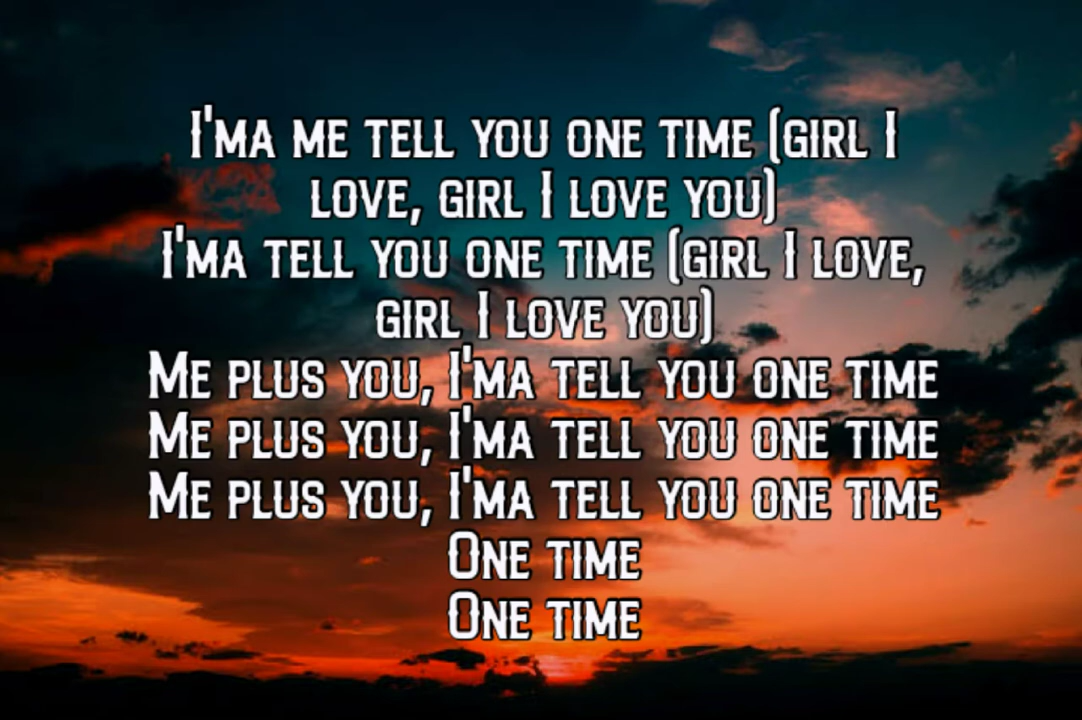 I'ma me tell you one time (girl I
love, girl I love you)
I'ma tell you one time (girl I love,
girl I love you)
Me plus you, I'ma tell you one time
Me plus you, I'ma tell you one time
Me plus you, I'ma tell you one time
One time
One time